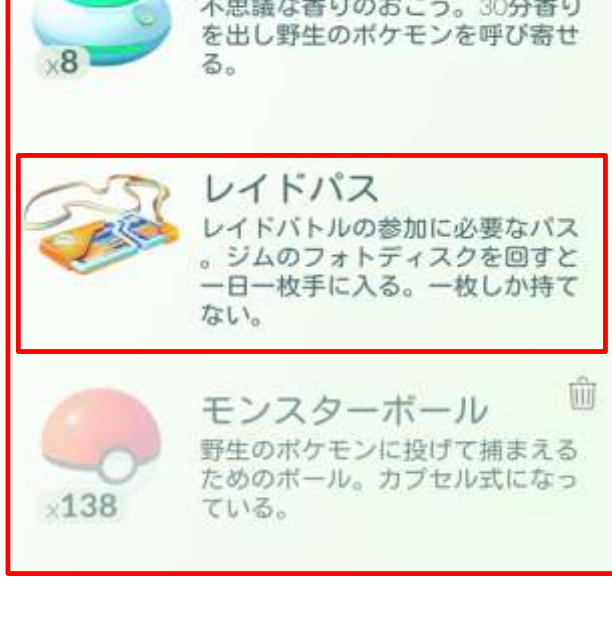 不思議な香りのおこう。30分香り
を出し野生のポケモンを呼び寄せ
る。
x8
レイドパス
レイドバトルの参加に必要なパス
。ジムのフォトディスクを回すと
一日一枚手に入る。一枚しか持て
ない。
モンスターボール
野生のポケモンに投げて捕まえる
ためのボール。カプセル式になっ
ている。
x138